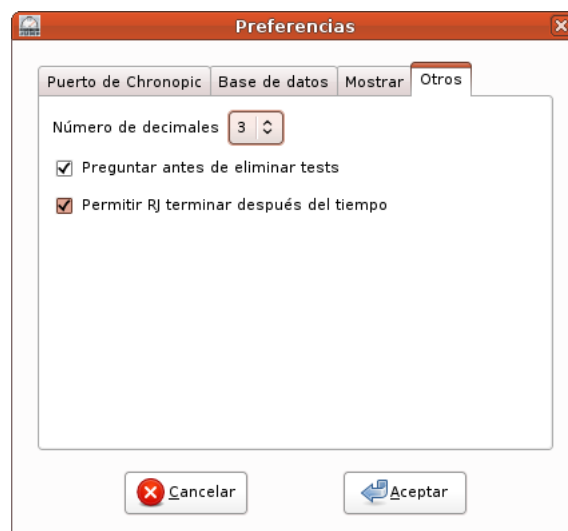 Preferencias
Puerto de Chronopic Base de datos Mostrar Otros
Número de decimales 3
Preguntar antes de eliminar tests
Permitir RJ terminar después del tiempo
Cancelar Aceptar